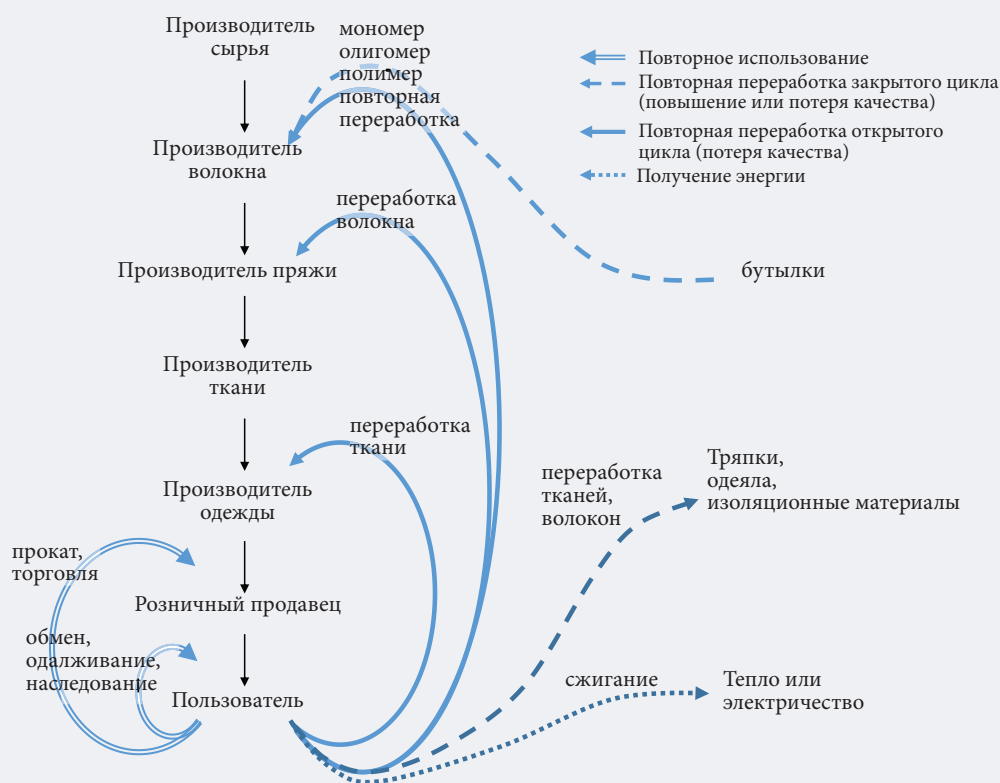 Производитель
сырья
мономер
олигомер
полимер
повторная
переработка
Повторное использование
Повторная переработка закрытого цикла
(повышение или потеря качества)
Повторная переработка открытого
цикла (потеря качества)
Получение энергии
Производитель
волокна
переработка
волокна
Производитель пряжи
бутылки
Производитель
ткани
переработка
ткани
Производитель
одежды
переработка
тканей,
волокон
Тряпки,
одеяла,
изоляционные материалы
прокат,
торговля
Розничный продавец
обмен,
одалживание,
наследование
Пользователь
сжигание
Тепло или
электричество